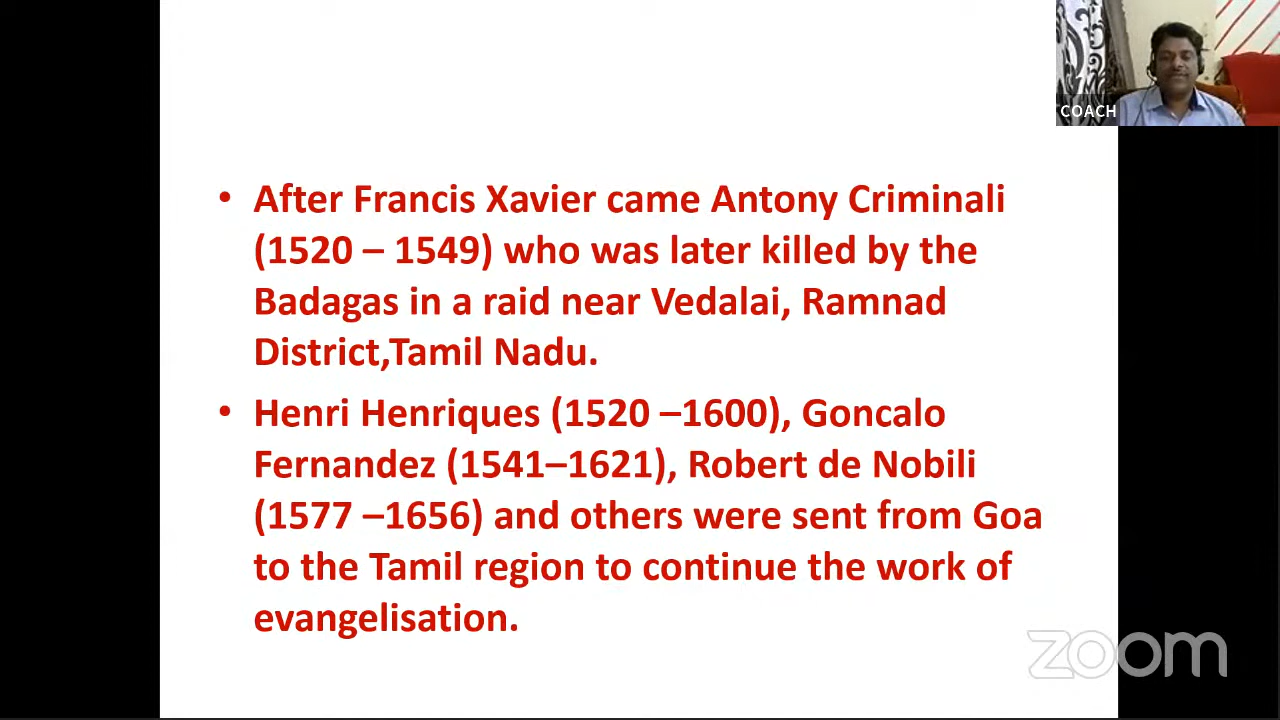 COACH
• After Francis Xavier came Antony Criminali
(1520 – 1549) who was later killed by the
Badagas in a raid near Vedalai, Ramnad
District,Tamil Nadu.
• Henri Henriques (1520 –1600), Goncalo
Fernandez (1541–1621), Robert de Nobili
(1577 –1656) and others were sent from Goa
to the Tamil region to continue the work of
evangelisation.
zoom